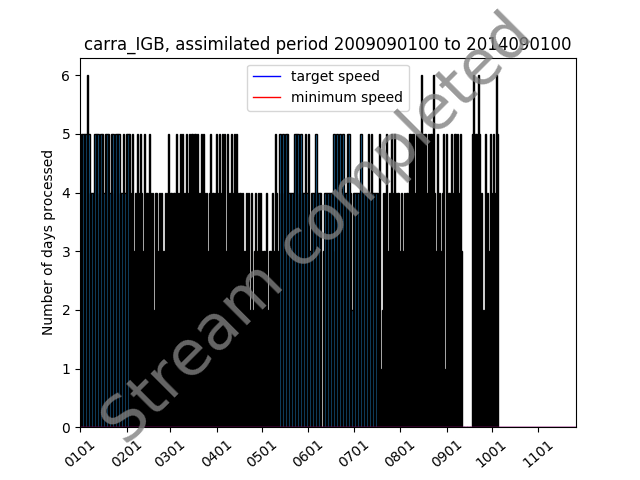 carra_IGB, assimilated period 2009090100 to 2014090100
target speed
minimum speed
Number of days processed
6
5
4
3
2
1
0
0101 0201 0301 0401 0501 0601 0701 0801 0901 1001 1101
Stream completed